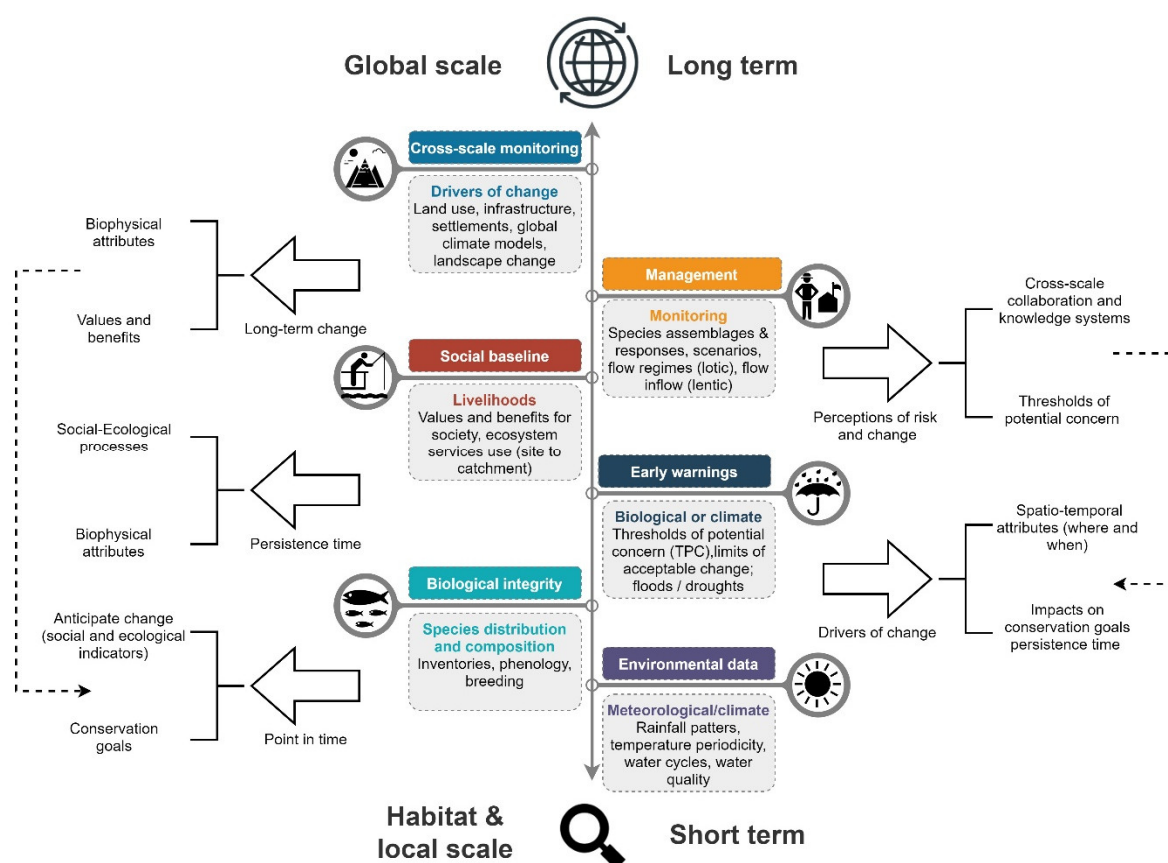 Global scale
Long term
Cross-scale monitoring
Drivers of change
Land use, infrastructure,
settlements, global
climate models,
landscape change
Biophysical
attributes
Values and
benefits
Long-term change
Management
Monitoring
Species assemblages &
responses, scenarios,
flow regimes (lotic), flow
inflow (lentic)
Cross-scale
collaboration and
knowledge systems
Thresholds of
potential concern
Perceptions of risk
and change
Social baseline
Livelihoods
Values and benefits for
society, ecosystem
services use (site to
catchment)
Social-Ecological
processes
Biophysical
attributes
Persistence time
Early warnings
Biological or climate
Thresholds of potential
concern (TPC),limits of
acceptable change;
floods / droughts
Spatio-temporal
attributes (where and
when)
Impacts on
conservation goals
persistence time
Drivers of change
Biological integrity
Species distribution
and composition
Inventories, phenology,
breeding
Anticipate change
(social and ecological
indicators)
Conservation
goals
Point in time
Environmental data
Meteorological/climate
Rainfall patters,
temperature periodicity,
water cycles, water
quality
Habitat &
local scale
Short term